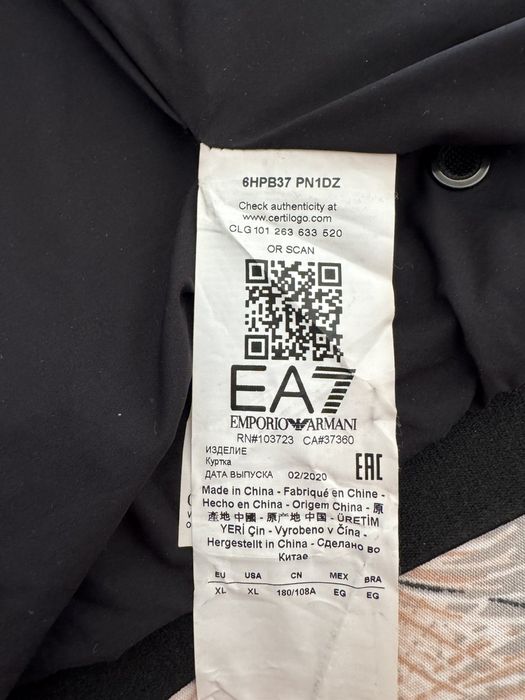 6HPB37 PN1DZ
Check authenticity at
www.certilogo.com
CLG 101 263 633 520
OR SCAN
EA7
EMPORIO ARMANI
RN#103723 CA#37360
ИЗДЕЛИЕ
Куртка
ДАТА ВЫПУСКА 02/2020
EAC
Made in China - Fabriqué en Chine -
Hecho en China - Origem China - 原
產地 中國 - 原产地 中国 - ÜRETİM
YERİ Çin - Vyrobeno v Čína -
Hergestellt in China - Сделано во
Китае
EU USA CN MEX BRA
XL XL 180/108A EG EG